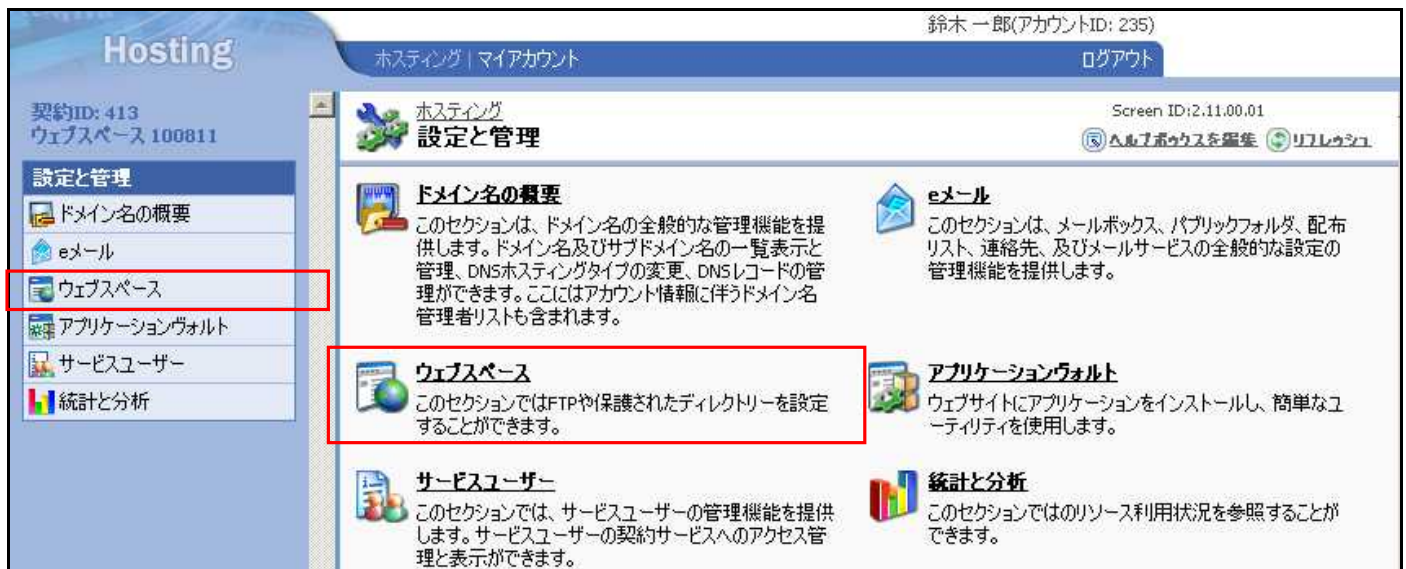 鈴木 一郎(アカウントID: 235)
Hosting
ホスティング | マイアカウント
ログアウト
契約ID: 413
ウェブスペース 100811
設定と管理
ドメイン名の概要
eメール
ウェブスペース
アプリケーションヴォルト
サービスユーザー
統計と分析
ホスティング
設定と管理
Screen ID:2.11.00.01
ヘルプボックスを編集 リフレッシュ
ドメイン名の概要
このセクションは、ドメイン名の全般的な管理機能を提
供します。ドメイン名及びサブドメイン名の一覧表示と
管理、DNSホスティングタイプの変更、DNSレコードの管
理ができます。ここにはアカウント情報に伴うドメイン名
管理者リストも含まれます。
eメール
このセクションは、メールボックス、パブリックフォルダ、配布
リスト、連絡先、及びメールサービスの全般的な設定の
管理機能を提供します。
ウェブスペース
このセクションではFTPや保護されたディレクトリーを設定
することができます。
アプリケーションヴォルト
ウェブサイトにアプリケーションをインストールし、簡単なユ
ーティリティを使用します。
サービスユーザー
このセクションでは、サービスユーザーの管理機能を提供
します。サービスユーザーの契約サービスへのアクセス管
理と表示ができます。
統計と分析
このセクションではのリソース利用状況を参照することが
できます。